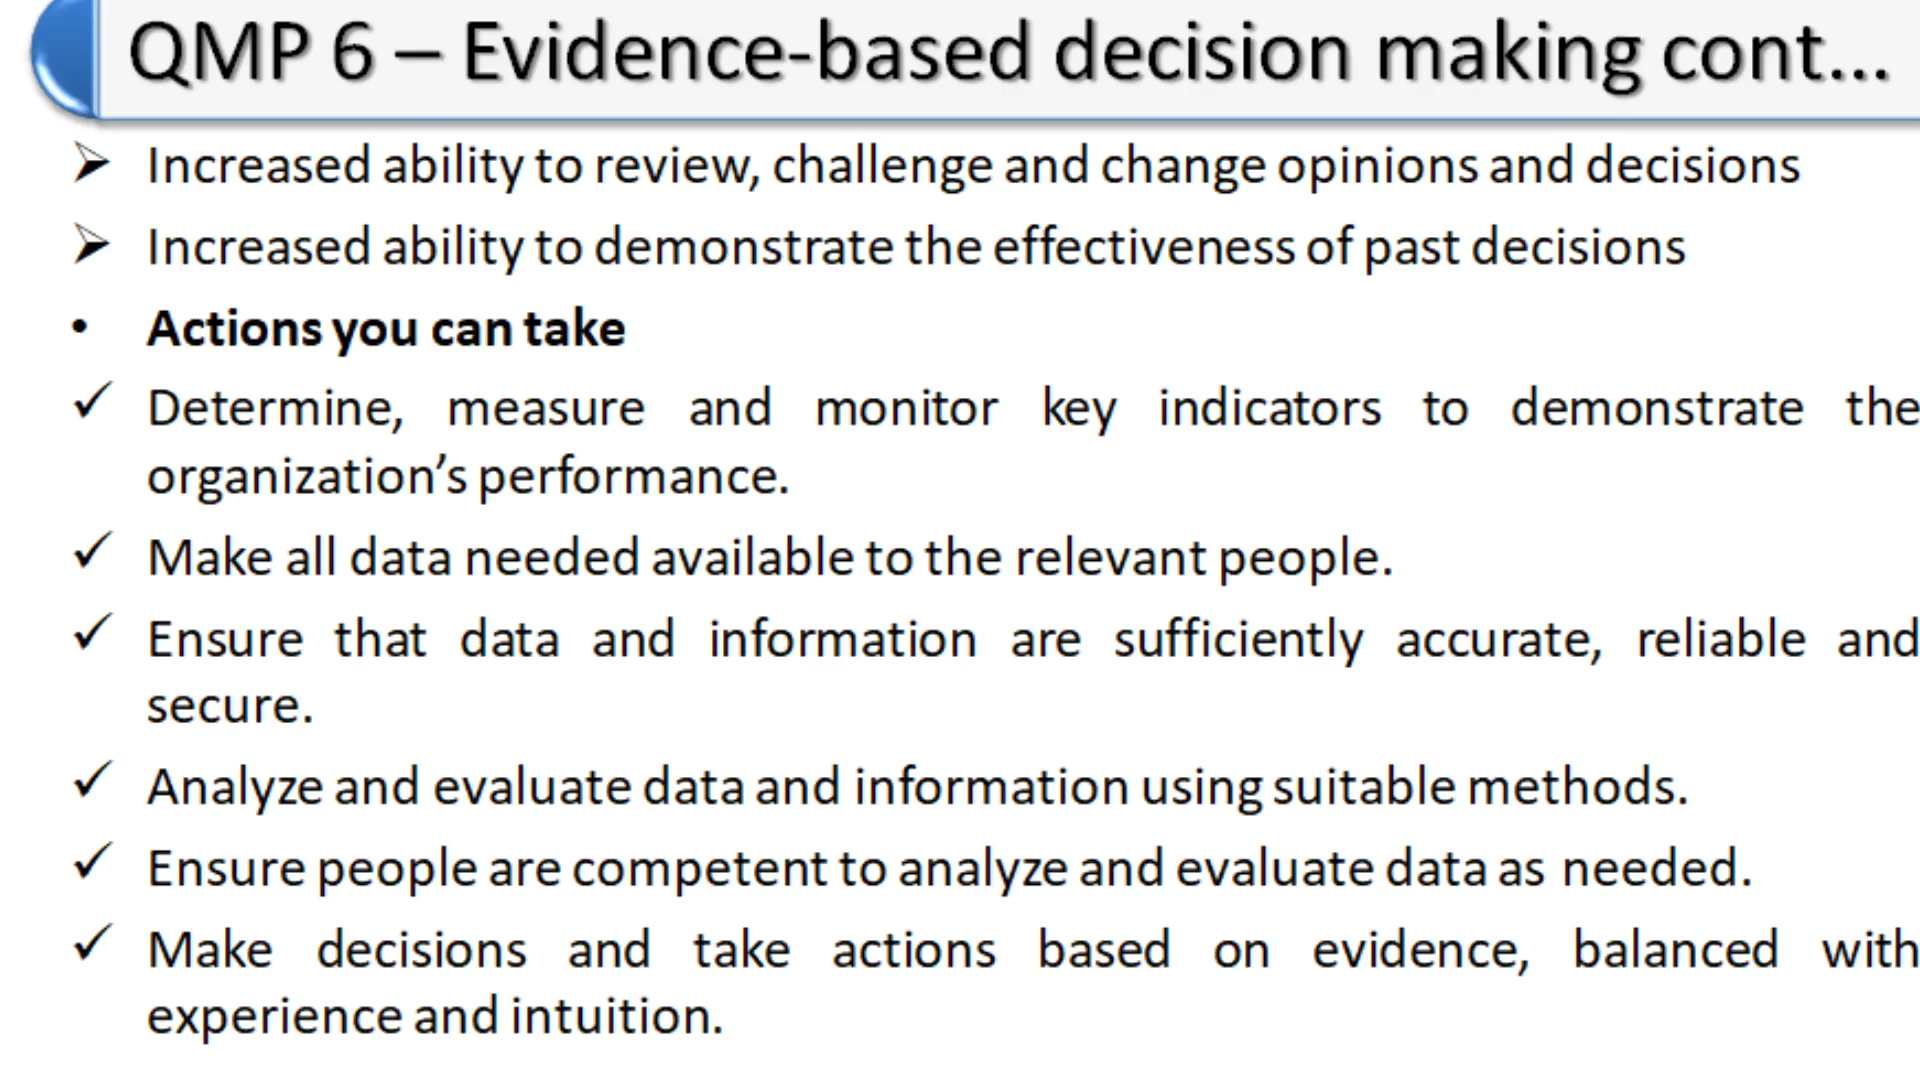 QMP 6 – Evidence-based decision making cont...
➢ Increased ability to review, challenge and change opinions and decisions
➢ Increased ability to demonstrate the effectiveness of past decisions
• Actions you can take
✓ Determine, measure and monitor key indicators to demonstrate the
organization’s performance.
✓ Make all data needed available to the relevant people.
✓ Ensure that data and information are sufficiently accurate, reliable and
secure.
✓ Analyze and evaluate data and information using suitable methods.
✓ Ensure people are competent to analyze and evaluate data as needed.
✓ Make decisions and take actions based on evidence, balanced with
experience and intuition.